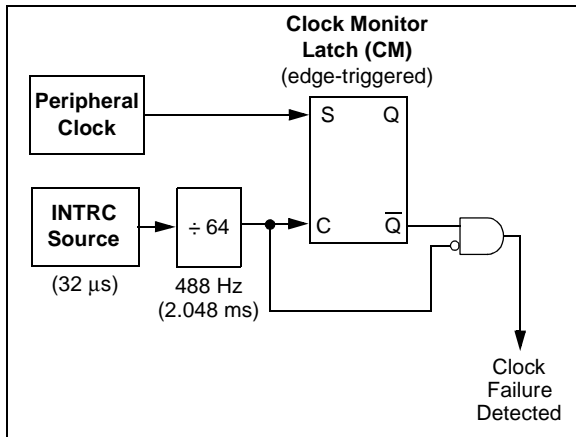 Clock Monitor
Latch (CM)
(edge-triggered)
Peripheral
Clock
S
Q
INTRC
Source
(32 μs)
÷ 64
488 Hz
(2.048 ms)
C
Q̅
Clock
Failure
Detected